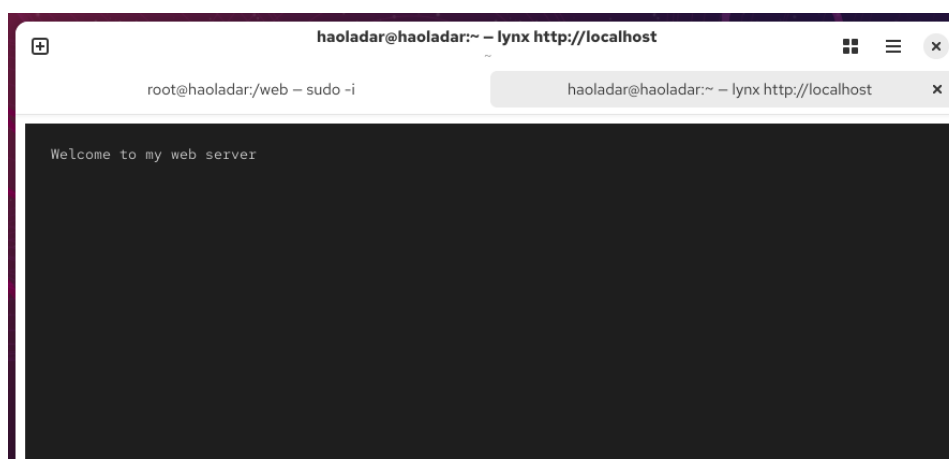 haoladar@haoladar:~ — lynx http://localhost
~
root@haoladar:/web — sudo -i
haoladar@haoladar:~ — lynx http://localhost
Welcome to my web server